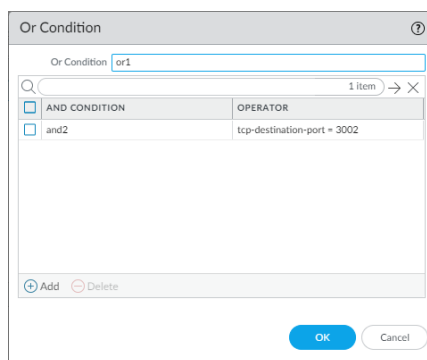 Or Condition
Or Condition or1
1 item
AND CONDITION OPERATOR
and2 tcp-destination-port = 3002
Add Delete
OK Cancel